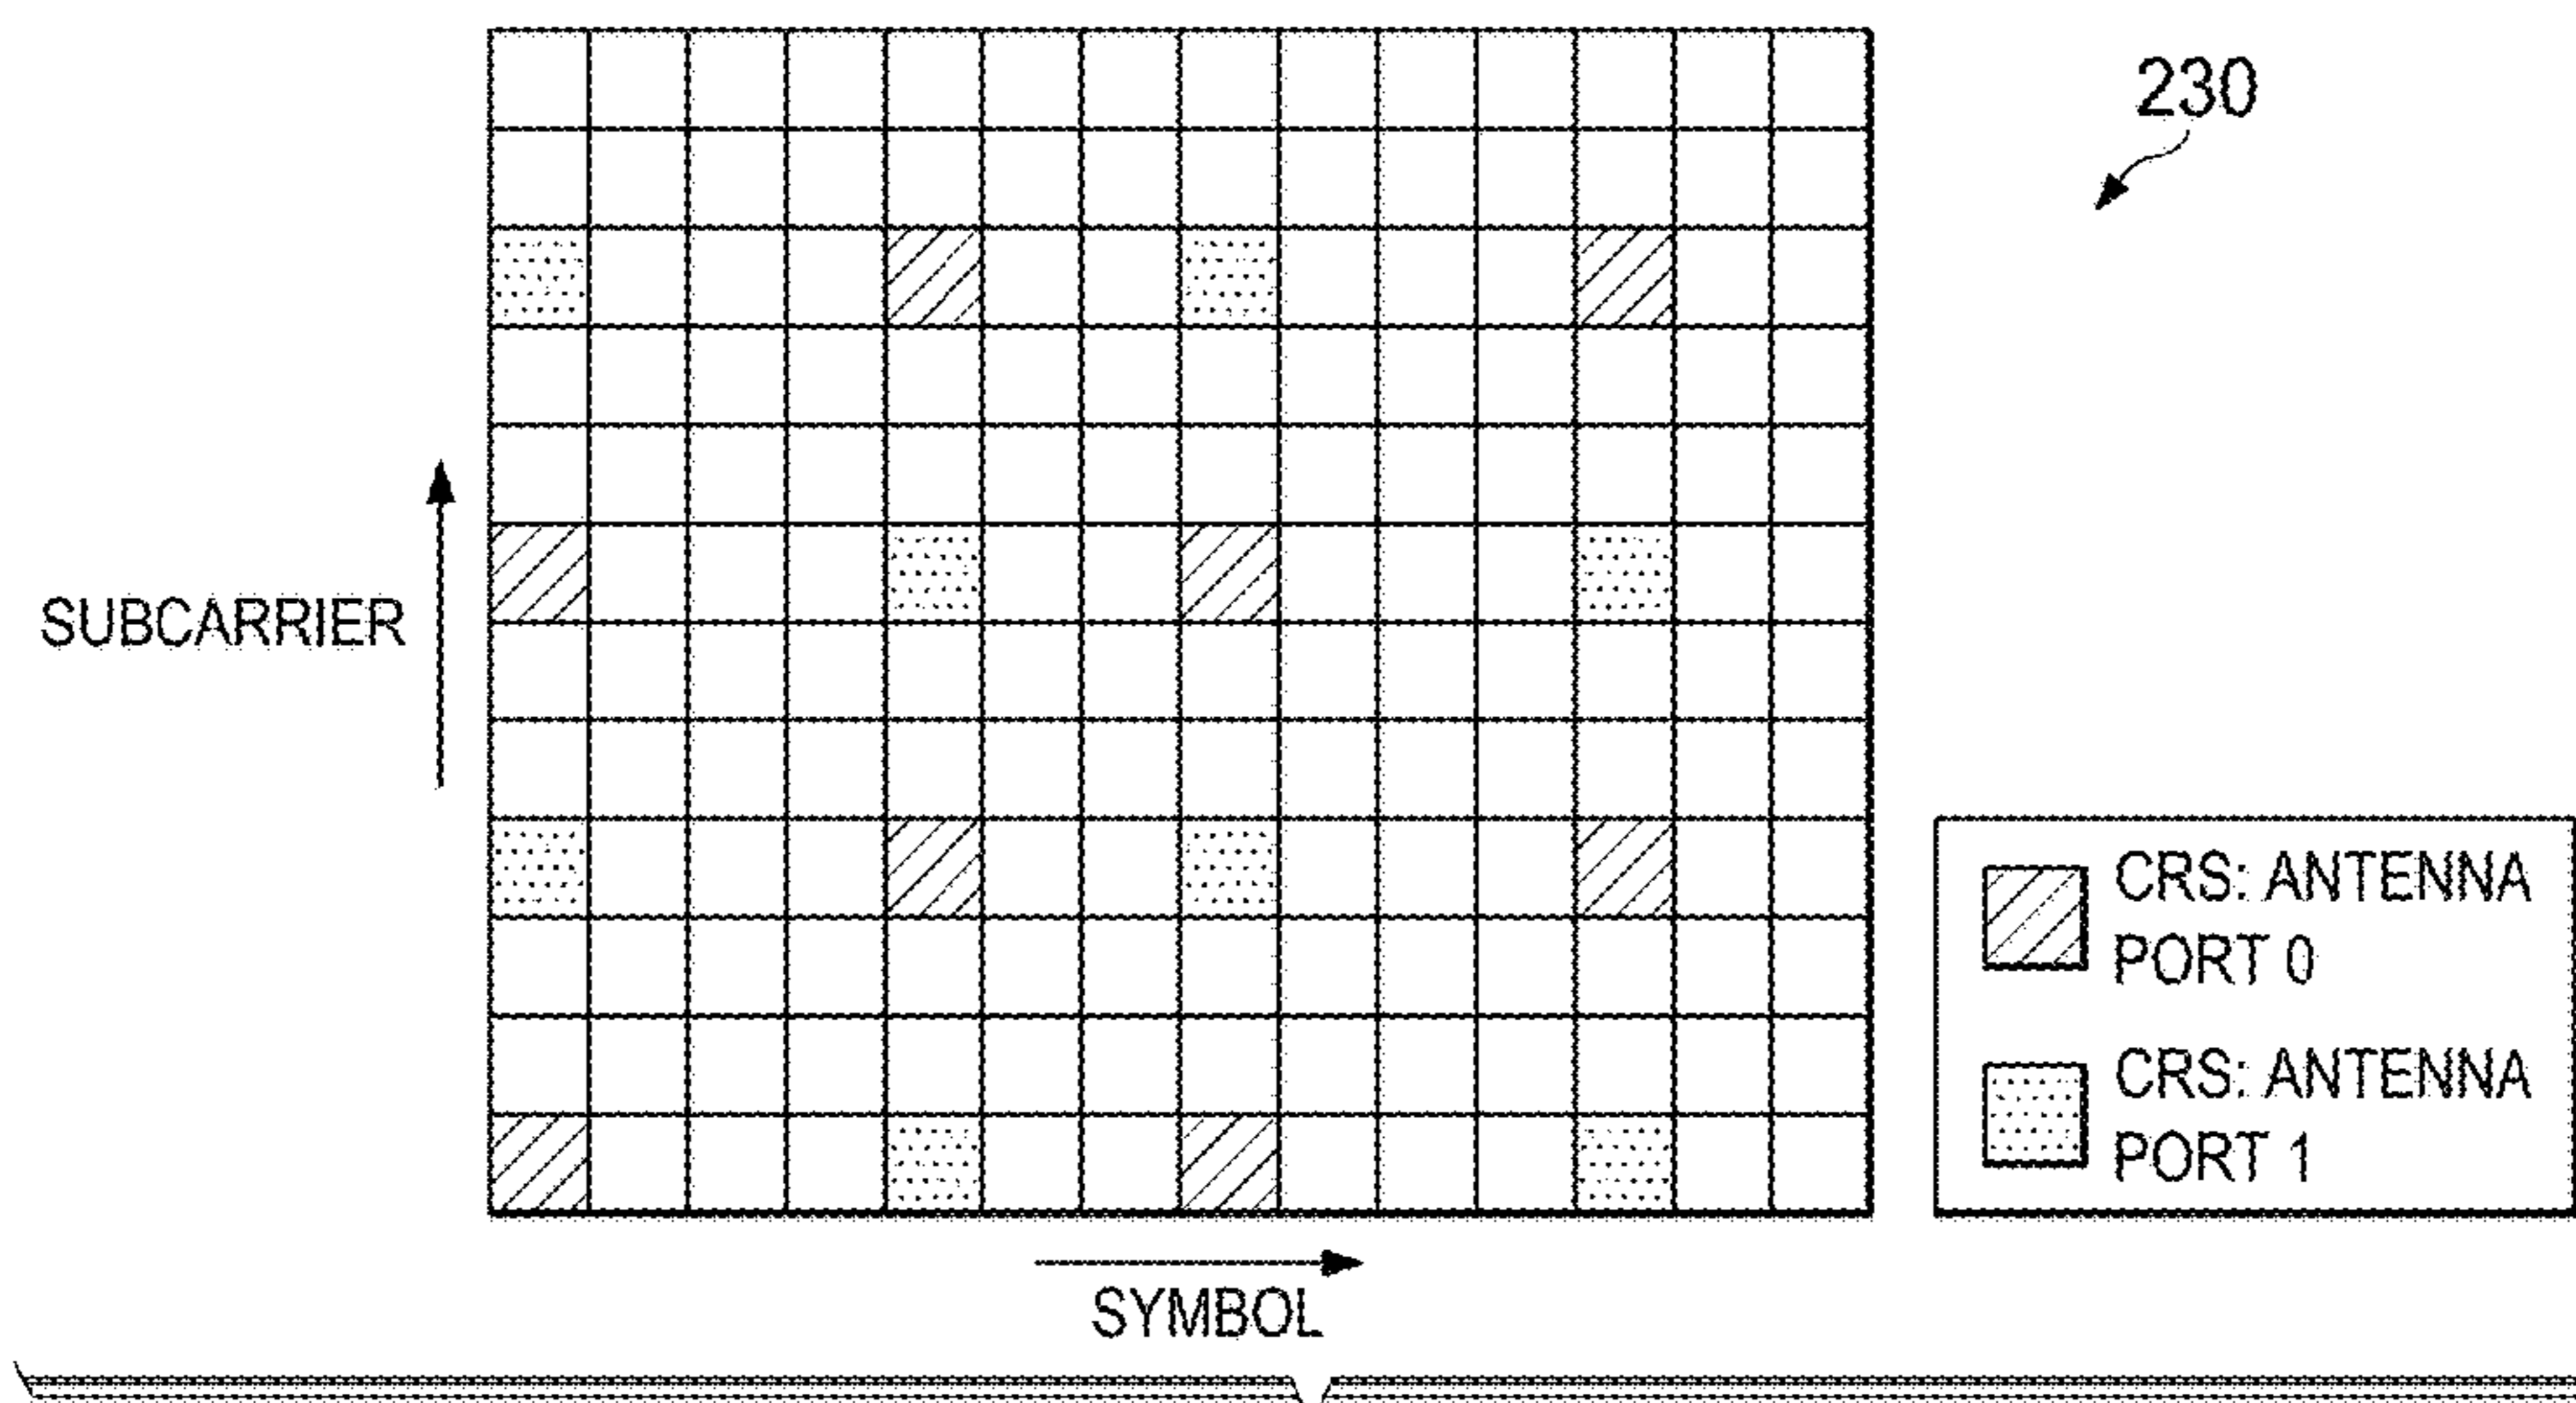 230
SUBCARRIER
CRS: ANTENNA
PORT 0
CRS: ANTENNA
PORT 1
SYMBOL